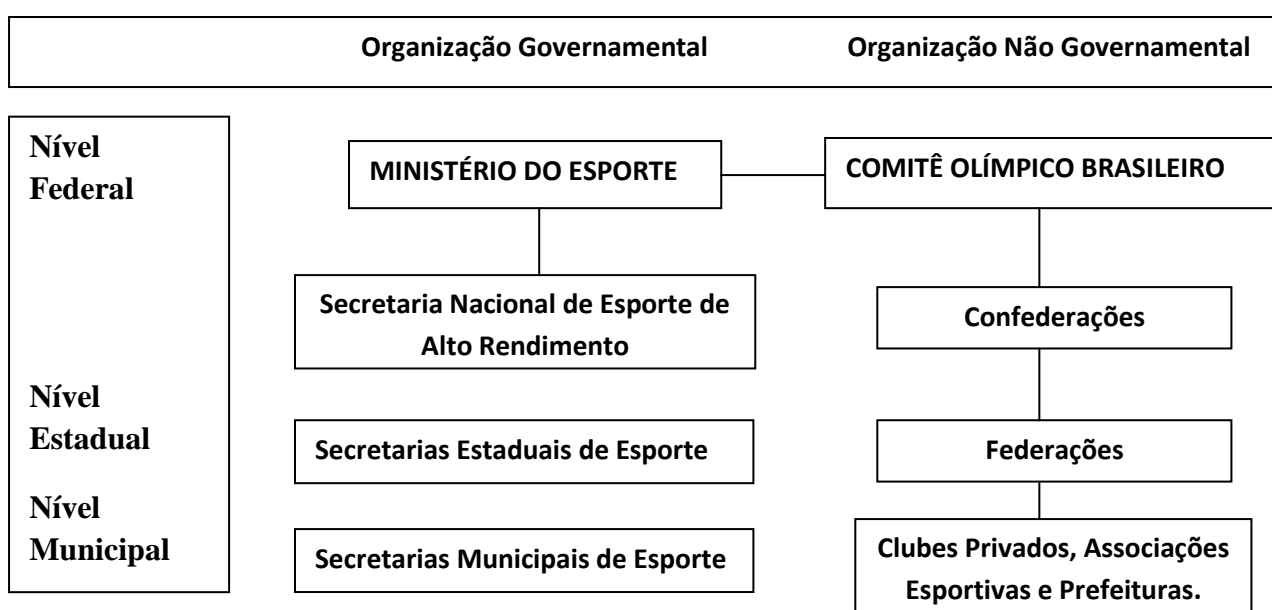 Organização Governamental
Organização Não Governamental
Nível
Federal
MINISTÉRIO DO ESPORTE
COMITÊ OLÍMPICO BRASILEIRO
Secretaria Nacional de Esporte de
Alto Rendimento
Confederações
Nível
Estadual
Secretarias Estaduais de Esporte
Federações
Nível
Municipal
Secretarias Municipais de Esporte
Clubes Privados, Associações
Esportivas e Prefeituras.